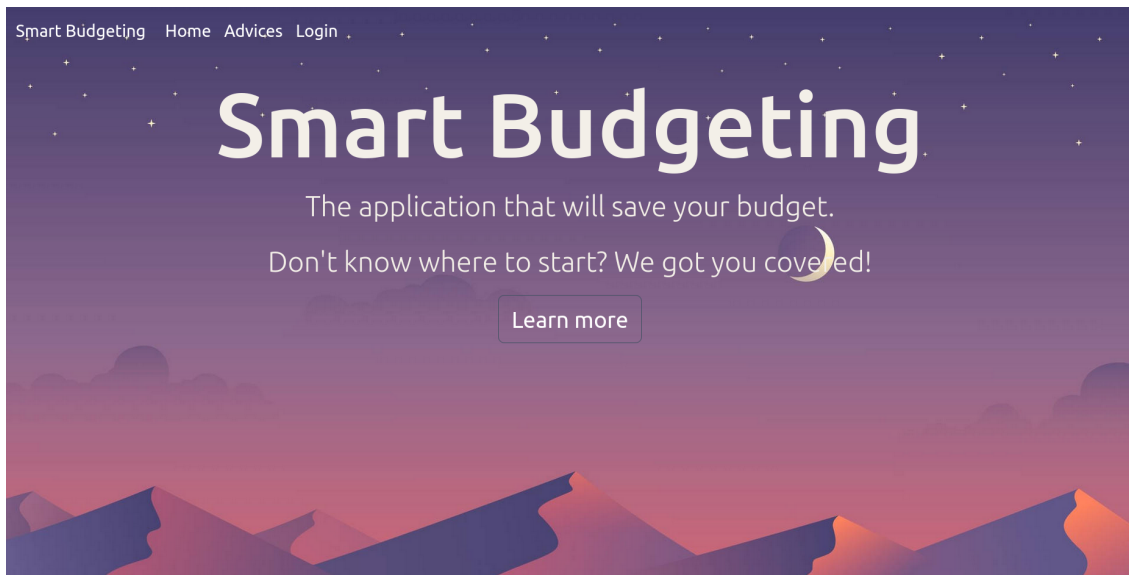 Smart Budgeting Home Advices Login
Smart Budgeting
The application that will save your budget.
Don't know where to start? We got you covered!
Learn more